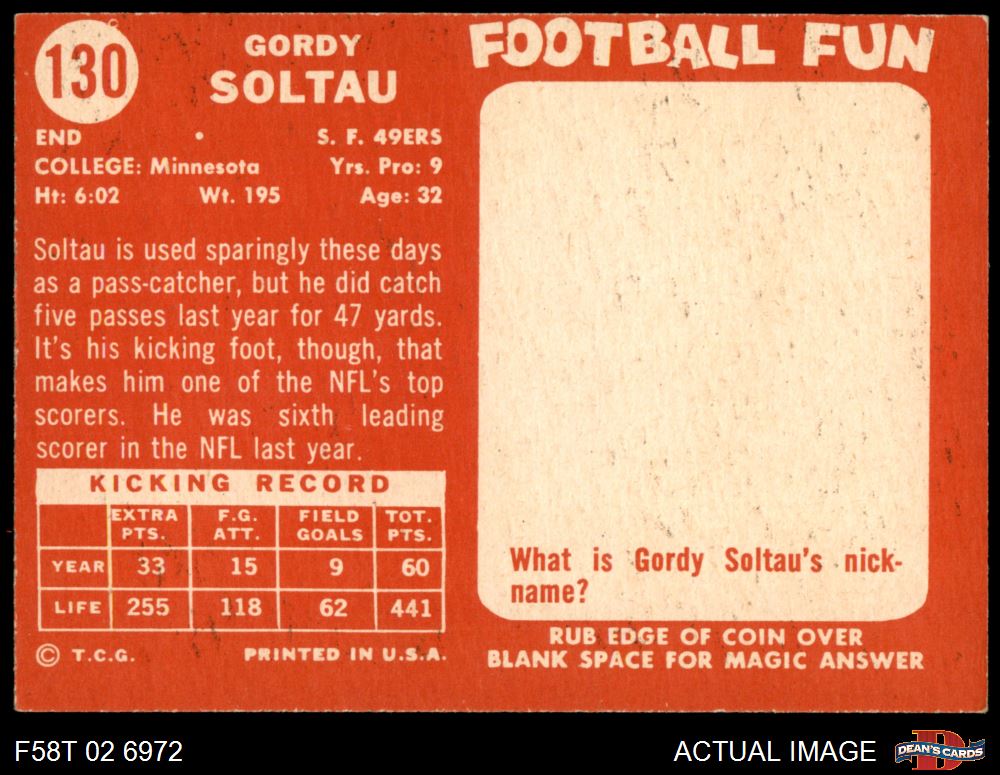 130
GORDY
SOLTAU
END • S. F. 49ERS
COLLEGE: Minnesota Yrs. Pro: 9
Ht: 6:02 Wt. 195 Age: 32
Soltau is used sparingly these days
as a pass-catcher, but he did catch
five passes last year for 47 yards.
It's his kicking foot, though, that
makes him one of the NFL's top
scorers. He was sixth leading
scorer in the NFL last year.
KICKING RECORD
EXTRA PTS. F.G. ATT. FIELD GOALS TOT. PTS.
YEAR 33 15 9 60
LIFE 255 118 62 441
© T.C.G. PRINTED IN U.S.A.
FOOTBALL FUN
What is Gordy Soltau's nick-
name?
RUB EDGE OF COIN OVER
BLANK SPACE FOR MAGIC ANSWER
F58T 02 6972
ACTUAL IMAGE
DEAN'S CARDS